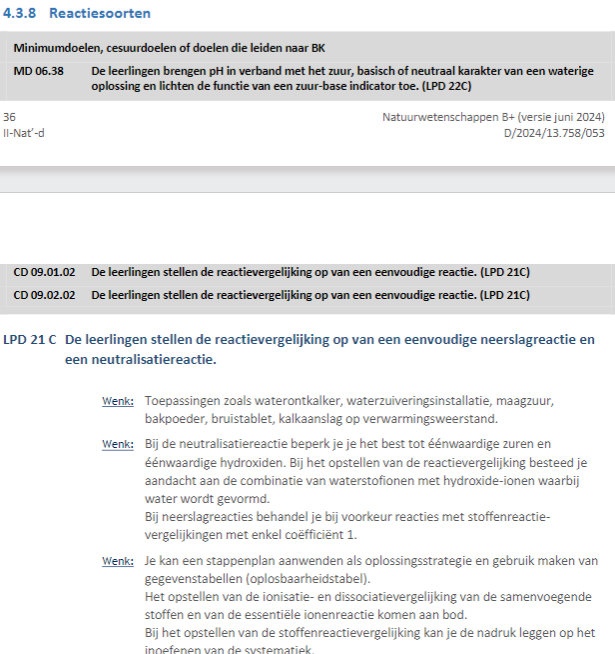 4.3.8 Reactiesoorten
Minimumdoelen, cesuurdoelen of doelen die leiden naar BK
MD 06.38 De leerlingen brengen pH in verband met het zuur, basisch of neutraal karakter van een waterige
oplossing en lichten de functie van een zuur-base indicator toe. (LPD 22C)
36 Natuurwetenschappen B+ (versie juni 2024)
II-Nat'-d D/2024/13.758/053
CD 09.01.02 De leerlingen stellen de reactievergelijking op van een eenvoudige reactie. (LPD 21C)
CD 09.02.02 De leerlingen stellen de reactievergelijking op van een eenvoudige reactie. (LPD 21C)
LPD 21 C De leerlingen stellen de reactievergelijking op van een eenvoudige neerslagreactie en
een neutralisatiereactie.
Wenk: Toepassingen zoals waterontkalker, waterzuiveringsinstallatie, maagzuur,
bakpoeder, bruistablet, kalkaanslag op verwarmingsweerstand.
Wenk: Bij de neutralisatiereactie beperk je je het best tot éénwaardige zuren en
éénwaardige hydroxiden. Bij het opstellen van de reactievergelijking besteed je
aandacht aan de combinatie van waterstofionen met hydroxide-ionen waarbij
water wordt gevormd.
Bij neerslagreacties behandel je bij voorkeur reacties met stoffenreactie-
vergelijkingen met enkel coëfficiënt 1.
Wenk: Je kan een stappenplan aanwenden als oplossingsstrategie en gebruik maken van
gegevenstabellen (oplosbaarheidstabel).
Het opstellen van de ionisatie- en dissociatievergelijking van de samenvoegende
stoffen en van de essentiële ionenreactie komen aan bod.
Bij het opstellen van de stoffenreactievergelijking kan je de nadruk leggen op het
inoefenen van de systematiek.